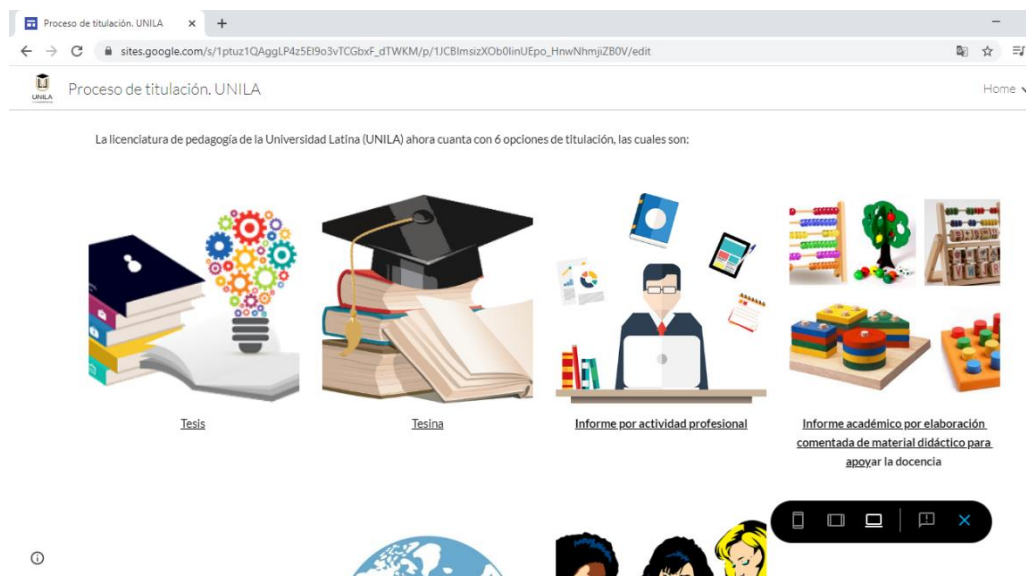 Proceso de titulación. UNILA
sites.google.com/s/1ptuz1QAggLP4z5EI9o3vTCGbxF_dTWKM/p/1JCBlmsizXOb0linUEpo_HnwNhmjiZB0V/edit
UNILA
Proceso de titulación. UNILA
Home
La licenciatura de pedagogía de la Universidad Latina (UNILA) ahora cuanta con 6 opciones de titulación, las cuales son:
Tesis
Tesina
Informe por actividad profesional
Informe académico por elaboración
comentada de material didáctico para
apoyar la docencia